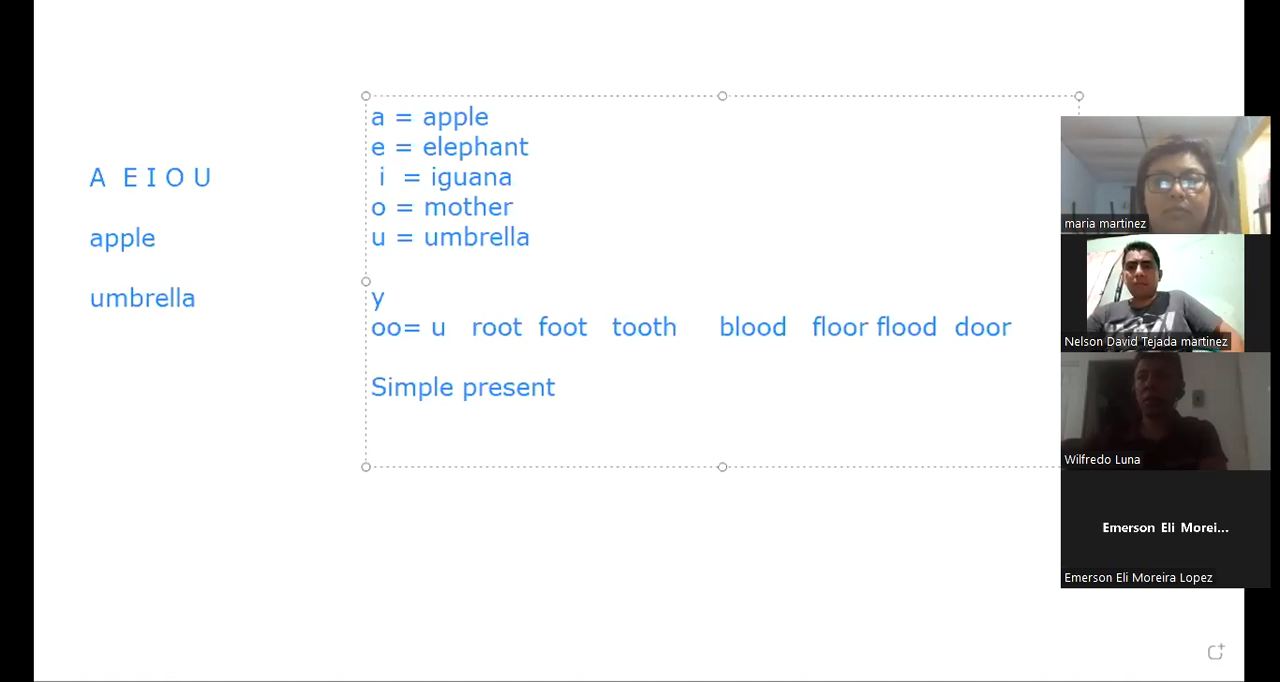 A E I O U
apple
umbrella
a = apple
e = elephant
i = iguana
o = mother
u = umbrella
y
oo= u root foot tooth blood floor flood door
Simple present
maria martinez
Nelson David Tejada martinez
Wilfredo Luna
Emerson Eli Morei...
Emerson Eli Moreira Lopez